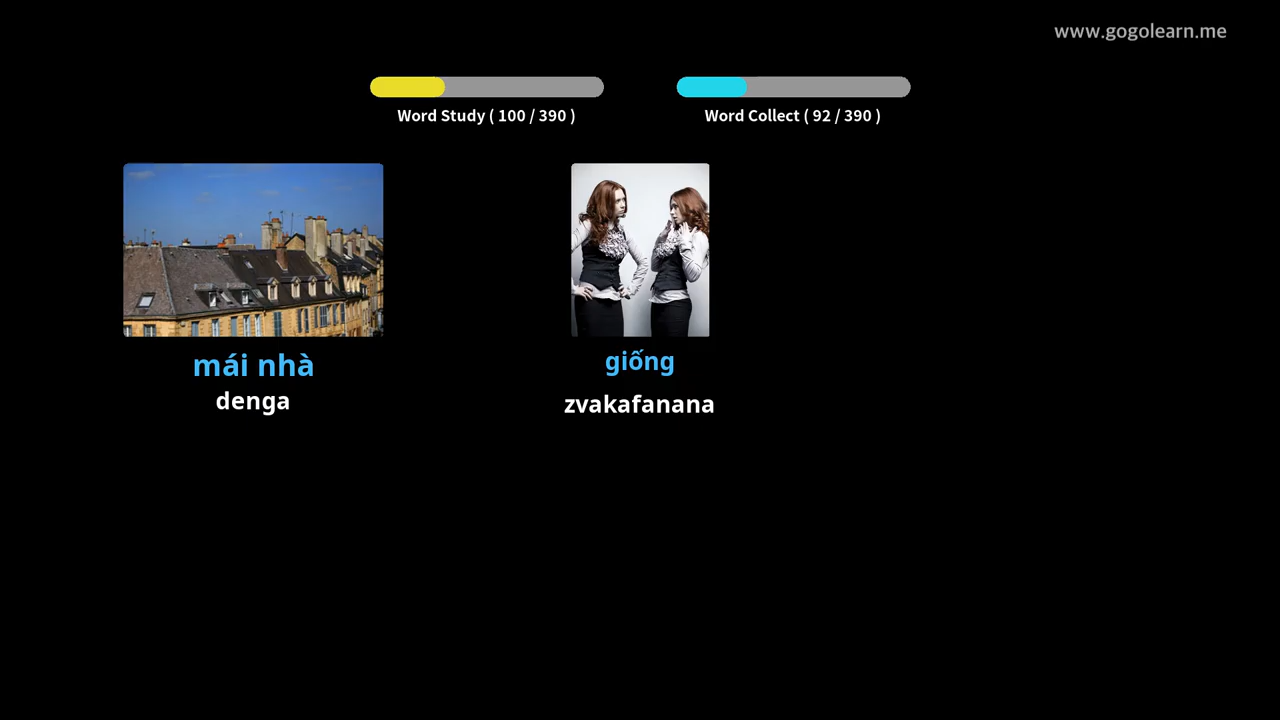 www.gogolearn.me
Word Study ( 100 / 390 )
Word Collect ( 92 / 390 )
mái nhà
denga
giống
zvakafanana